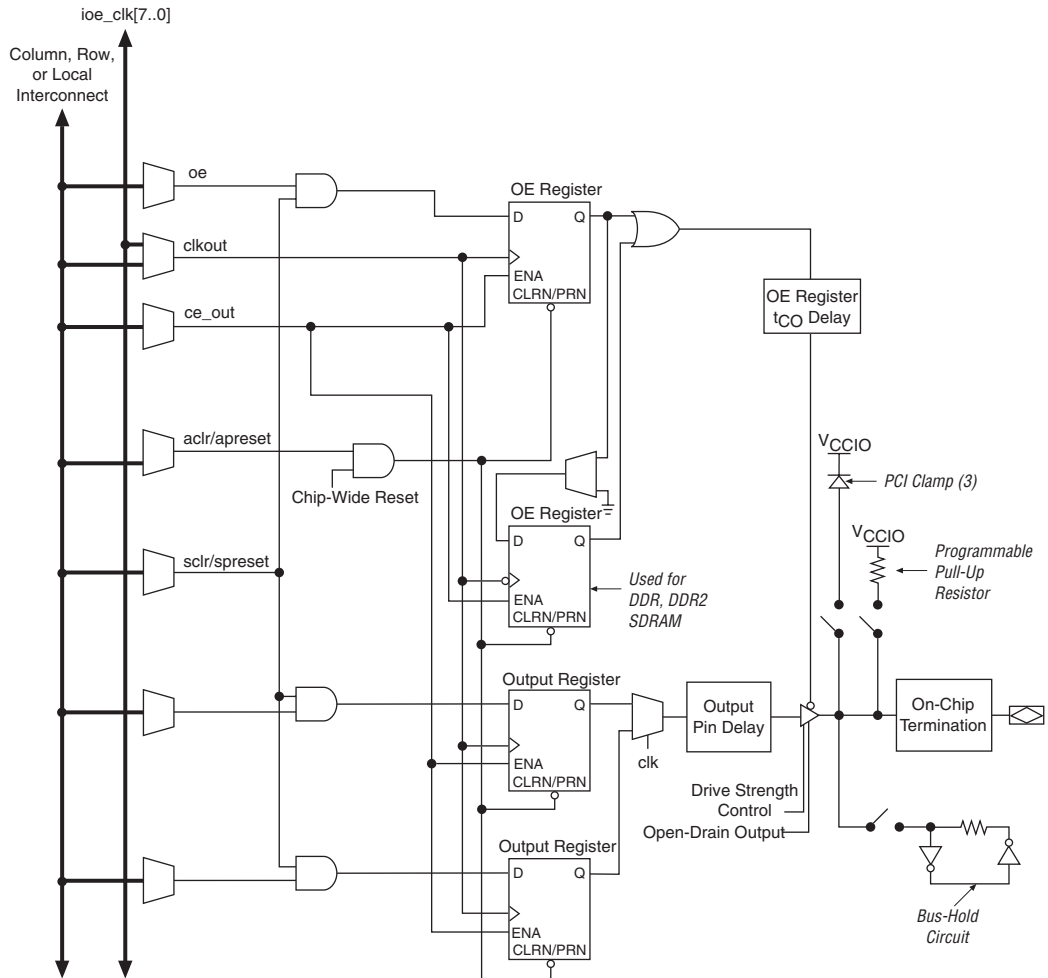 ioe_clk[7..0]
Column, Row,
or Local
Interconnect
oe
OE Register
D
Q
clkout
ENA
CLRN/PRN
ce_out
OE Register
tCO Delay
aclr/apreset
Chip-Wide Reset
VCCIO
PCI Clamp (3)
OE Register
D
Q
ENA
CLRN/PRN
Used for
DDR, DDR2
SDRAM
VCCIO
Programmable
Pull-Up
Resistor
sclr/spreset
Output Register
D
Q
ENA
CLRN/PRN
clk
Output
Pin Delay
On-Chip
Termination
Drive Strength
Control
Open-Drain Output
Output Register
D
Q
ENA
CLRN/PRN
Bus-Hold
Circuit